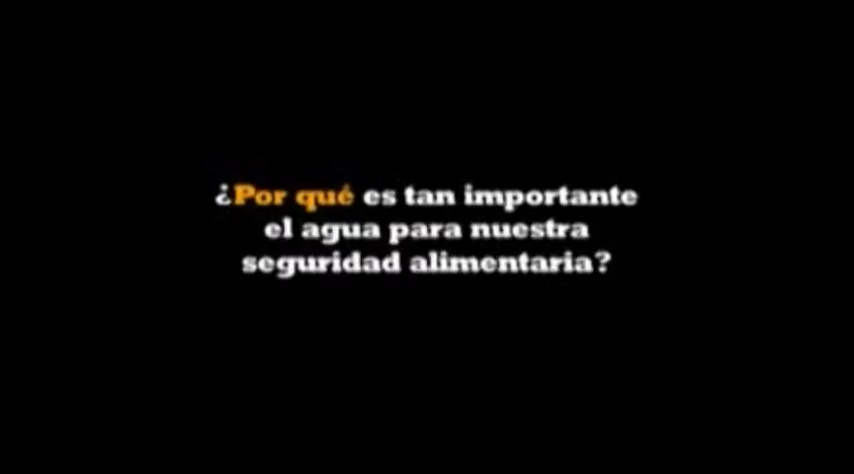 ¿Por qué es tan importante
el agua para nuestra
seguridad alimentaria?